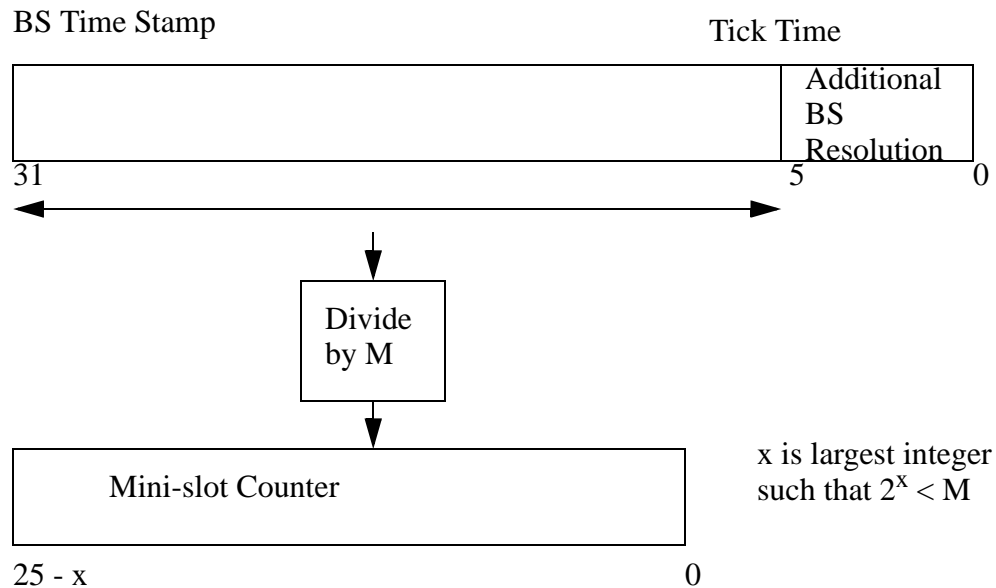 BS Time Stamp
Tick Time
Additional
BS
Resolution
31
5
0
Divide
by M
Mini-slot Counter
x is largest integer
such that 2^x < M
25 - x
0